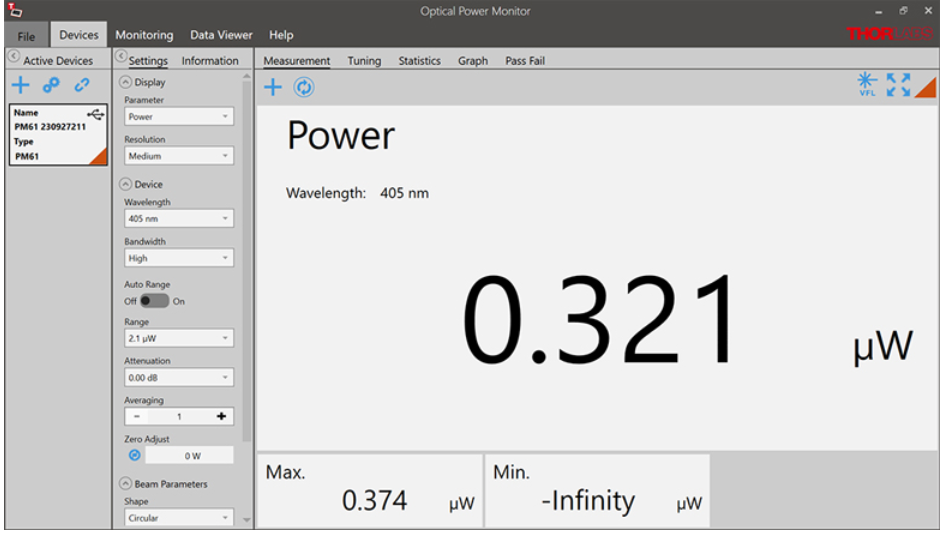 Optical Power Monitor
File Devices Monitoring Data Viewer Help
THORLABS
Active Devices
Name
PM61 230927211
Type
PM61
Settings Information
Display
Parameter
Power
Resolution
Medium
Device
Wavelength
405 nm
Bandwidth
High
Auto Range
Off On
Range
2.1 µW
Attenuation
0.00 dB
Averaging
- 1 +
Zero Adjust
0 W
Beam Parameters
Shape
Circular
Measurement Tuning Statistics Graph Pass Fail
VFL
Power
Wavelength: 405 nm
0.321 µW
Max.
0.374 µW
Min.
-Infinity µW